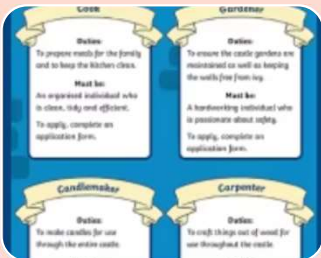 Cook
Duties:
To prepare meals for the family
and to keep the kitchen clean.
Must be:
An organised individual who
is clean, tidy and efficient.
To apply, complete an
application form.
Gardener
Duties:
To ensure the castle gardens are
maintained as well as keeping
the walls free from ivy.
Must be:
A hardworking individual who
is passionate about safety.
To apply, complete an
application form.
Candlemaker
Duties:
To make candles for use
through the entire castle.
Carpenter
Duties:
To craft things out of wood for
use throughout the castle.